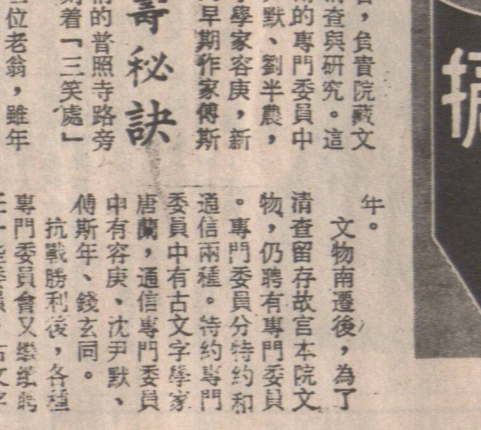 搞
，負責院藏文
清查與研究。這
的專門委員中
默、劉半農，
學家容庚，新
早期作家傅斯
壽秘訣
們的普照寺路旁
刻着「三笑處」
位老翁，雖年
年。
文物南遷後，為了
清查留存故宮本院文
物，仍聘有專門委員
。專門委員分特約和
通信兩種。特約專門
委員中有古文字學家
唐蘭，通信專門委員
中有容庚、沈尹默、
傅斯年、錢玄同。
抗戰勝利後，各種
專門委員會又繼續聘